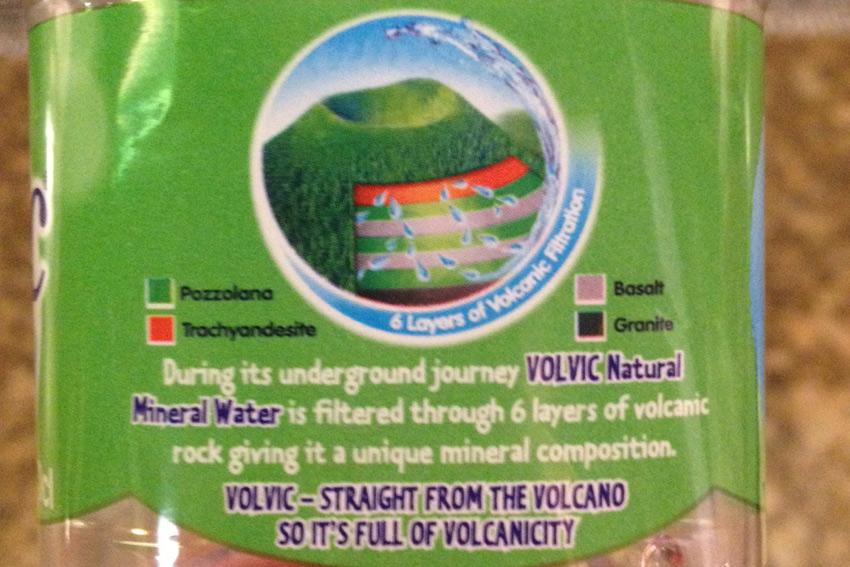 6 Layers of Volcanic Filtration
Pozzolana
Trachyandesite
Basalt
Granite
During its underground journey VOLVIC Natural
Mineral Water is filtered through 6 layers of volcanic
rock giving it a unique mineral composition.
VOLVIC – STRAIGHT FROM THE VOLCANO
SO IT'S FULL OF VOLCANICITY